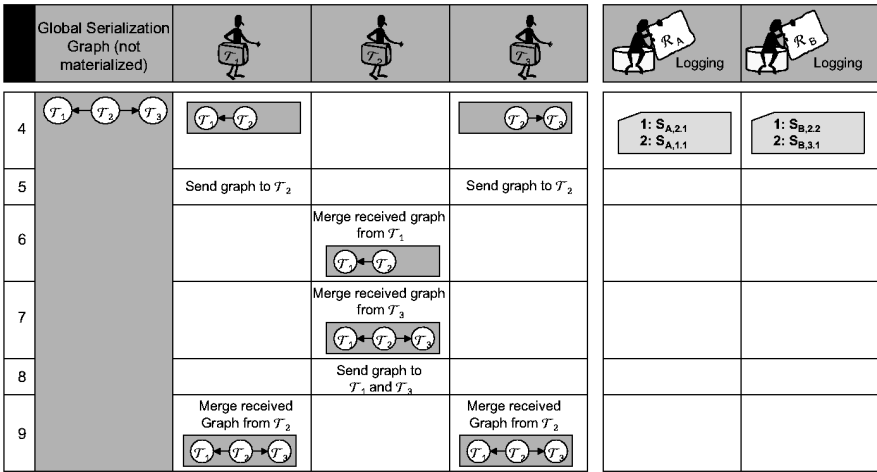 Global Serialization
Graph (not
materialized)
𝒯1
𝒯2
𝒯3
ℛA
Logging
ℛB
Logging
4
𝒯1 𝒯2 𝒯3
𝒯1 𝒯2
𝒯2 𝒯3
1: SA,2.1
2: SA,1.1
1: SB,2.2
2: SB,3.1
5
Send graph to 𝒯2
Send graph to 𝒯2
6
Merge received graph
from 𝒯1
𝒯1 𝒯2
7
Merge received graph
from 𝒯3
𝒯1 𝒯2 𝒯3
8
Send graph to
𝒯1 and 𝒯3
9
Merge received
Graph from 𝒯2
𝒯1 𝒯2 𝒯3
Merge received
Graph from 𝒯2
𝒯1 𝒯2 𝒯3